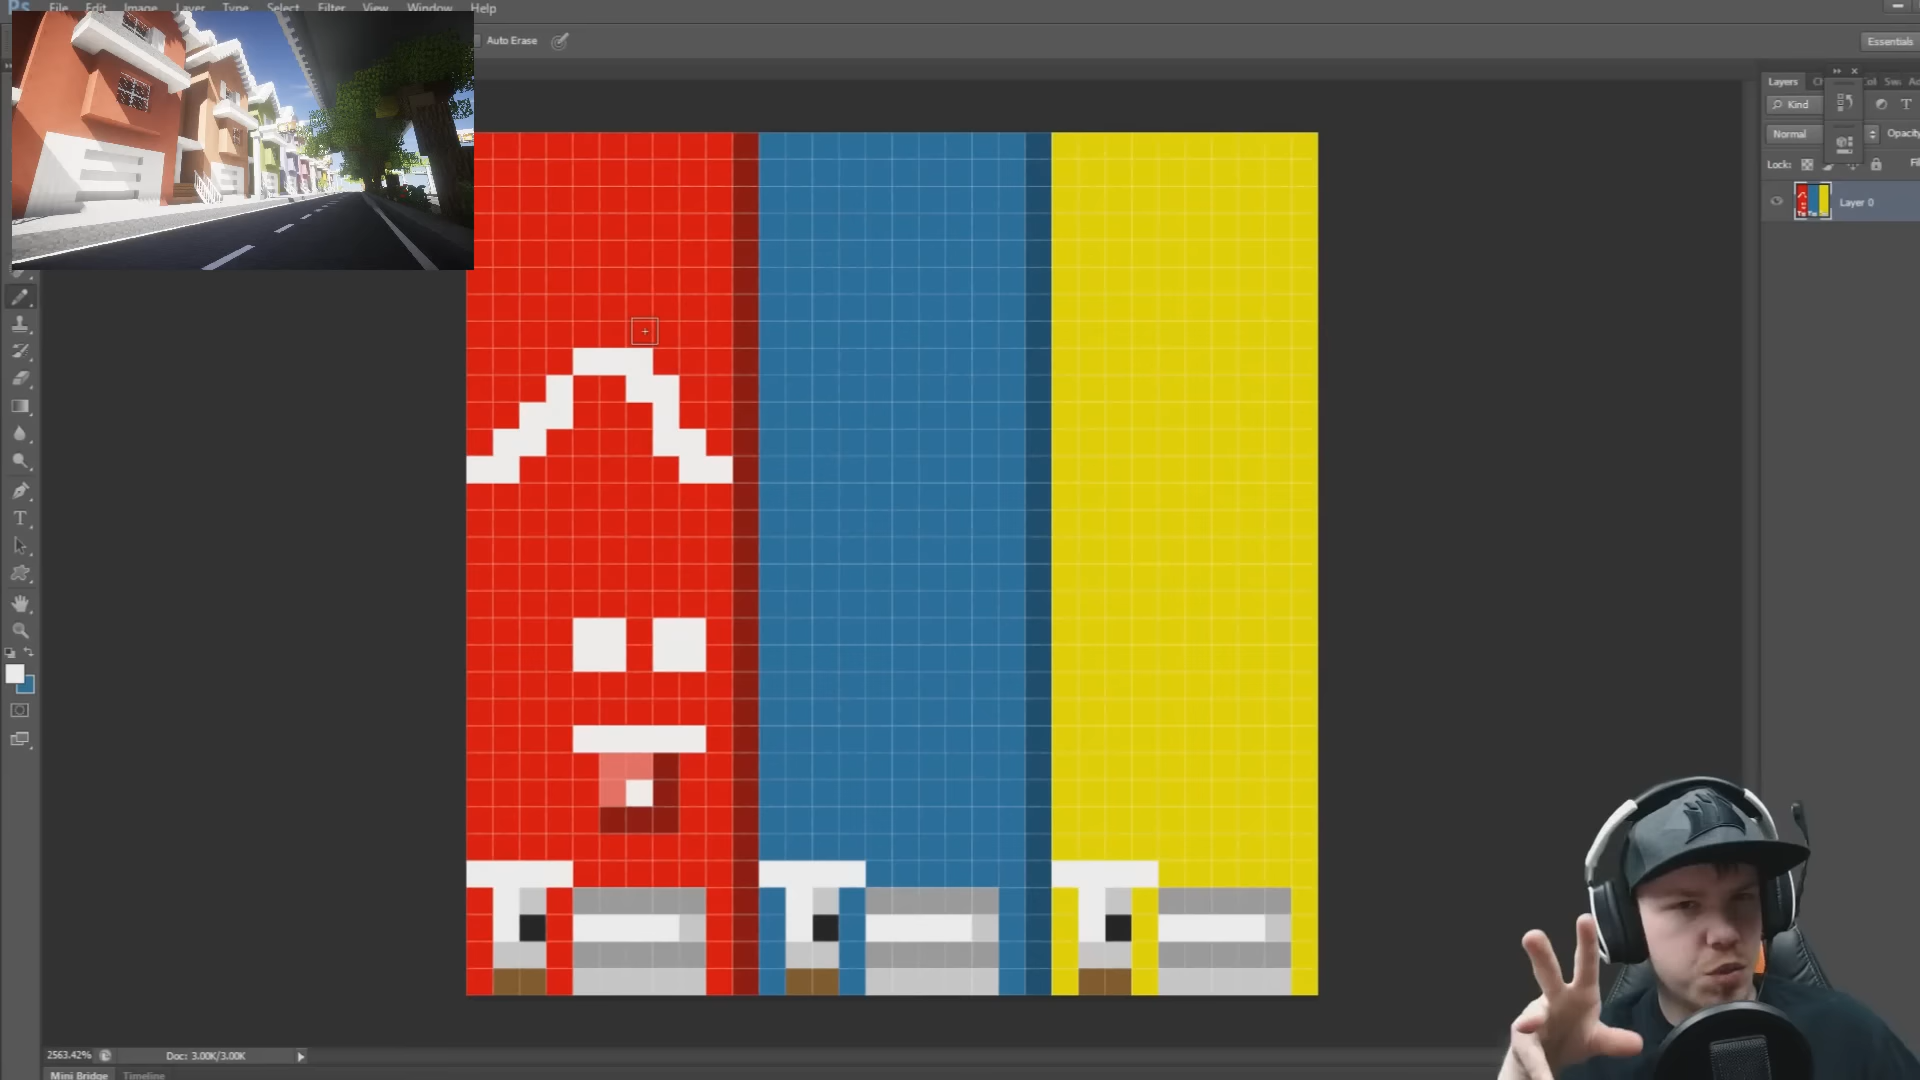 Ps File Edit Image Layer Type Select Filter View Window Help
Auto Erase
Essentials
Layers
Kind
Normal
Lock:
Layer 0
2563.42%
Doc: 3.00K/3.00K
Mini Bridge
Timeline